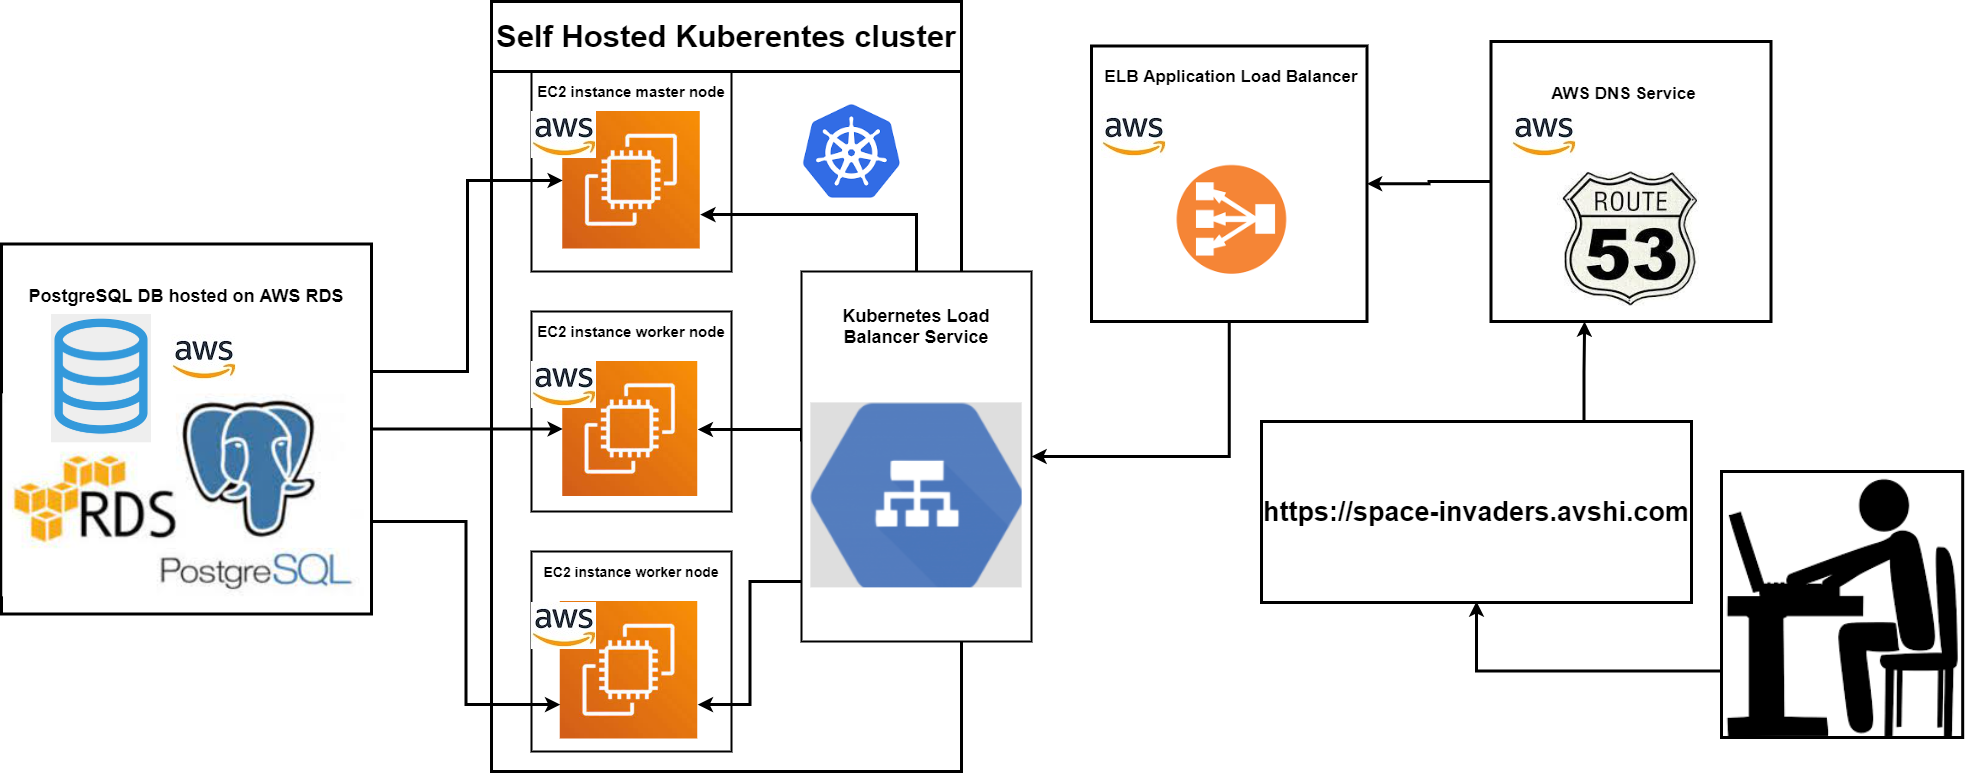 Self Hosted Kuberentes cluster
EC2 instance master node
aws
EC2 instance worker node
aws
EC2 instance worker node
aws
PostgreSQL DB hosted on AWS RDS
aws
RDS
PostgreSQL
Kubernetes Load
Balancer Service
ELB Application Load Balancer
aws
AWS DNS Service
aws
ROUTE
53
https://space-invaders.avshi.com